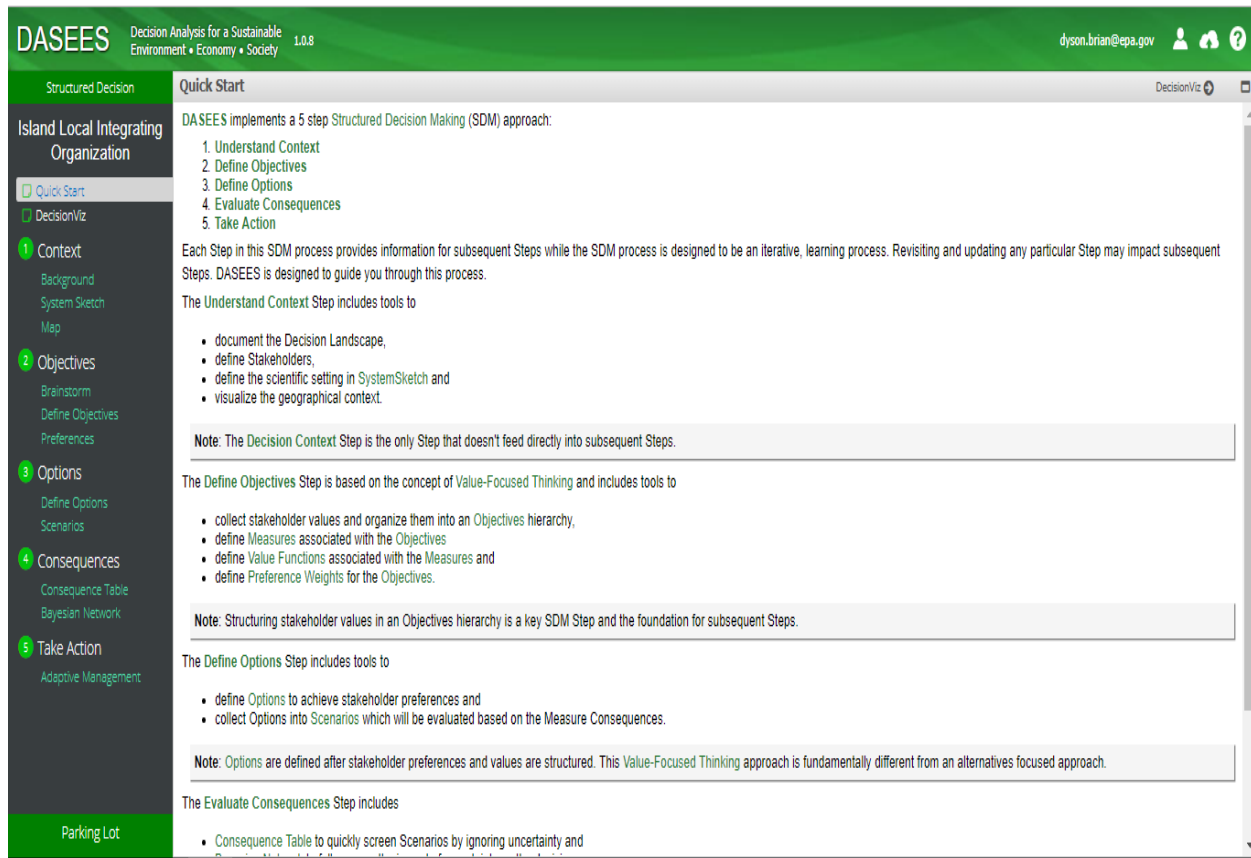 DASEES
Decision Analysis for a Sustainable
Environment • Economy • Society
1.0.8
dyson.brian@epa.gov
Structured Decision
Island Local Integrating
Organization
Quick Start
DecisionViz
1 Context
Background
System Sketch
Map
2 Objectives
Brainstorm
Define Objectives
Preferences
3 Options
Define Options
Scenarios
4 Consequences
Consequence Table
Bayesian Network
5 Take Action
Adaptive Management
Parking Lot
Quick Start
DecisionViz
DASEES implements a 5 step Structured Decision Making (SDM) approach:
1. Understand Context
2. Define Objectives
3. Define Options
4. Evaluate Consequences
5. Take Action
Each Step in this SDM process provides information for subsequent Steps while the SDM process is designed to be an iterative, learning process. Revisiting and updating any particular Step may impact subsequent
Steps. DASEES is designed to guide you through this process.
The Understand Context Step includes tools to
• document the Decision Landscape,
• define Stakeholders,
• define the scientific setting in SystemSketch and
• visualize the geographical context.
Note: The Decision Context Step is the only Step that doesn't feed directly into subsequent Steps.
The Define Objectives Step is based on the concept of Value-Focused Thinking and includes tools to
• collect stakeholder values and organize them into an Objectives hierarchy,
• define Measures associated with the Objectives
• define Value Functions associated with the Measures and
• define Preference Weights for the Objectives.
Note: Structuring stakeholder values in an Objectives hierarchy is a key SDM Step and the foundation for subsequent Steps.
The Define Options Step includes tools to
• define Options to achieve stakeholder preferences and
• collect Options into Scenarios which will be evaluated based on the Measure Consequences.
Note: Options are defined after stakeholder preferences and values are structured. This Value-Focused Thinking approach is fundamentally different from an alternatives focused approach.
The Evaluate Consequences Step includes
• Consequence Table to quickly screen Scenarios by ignoring uncertainty and